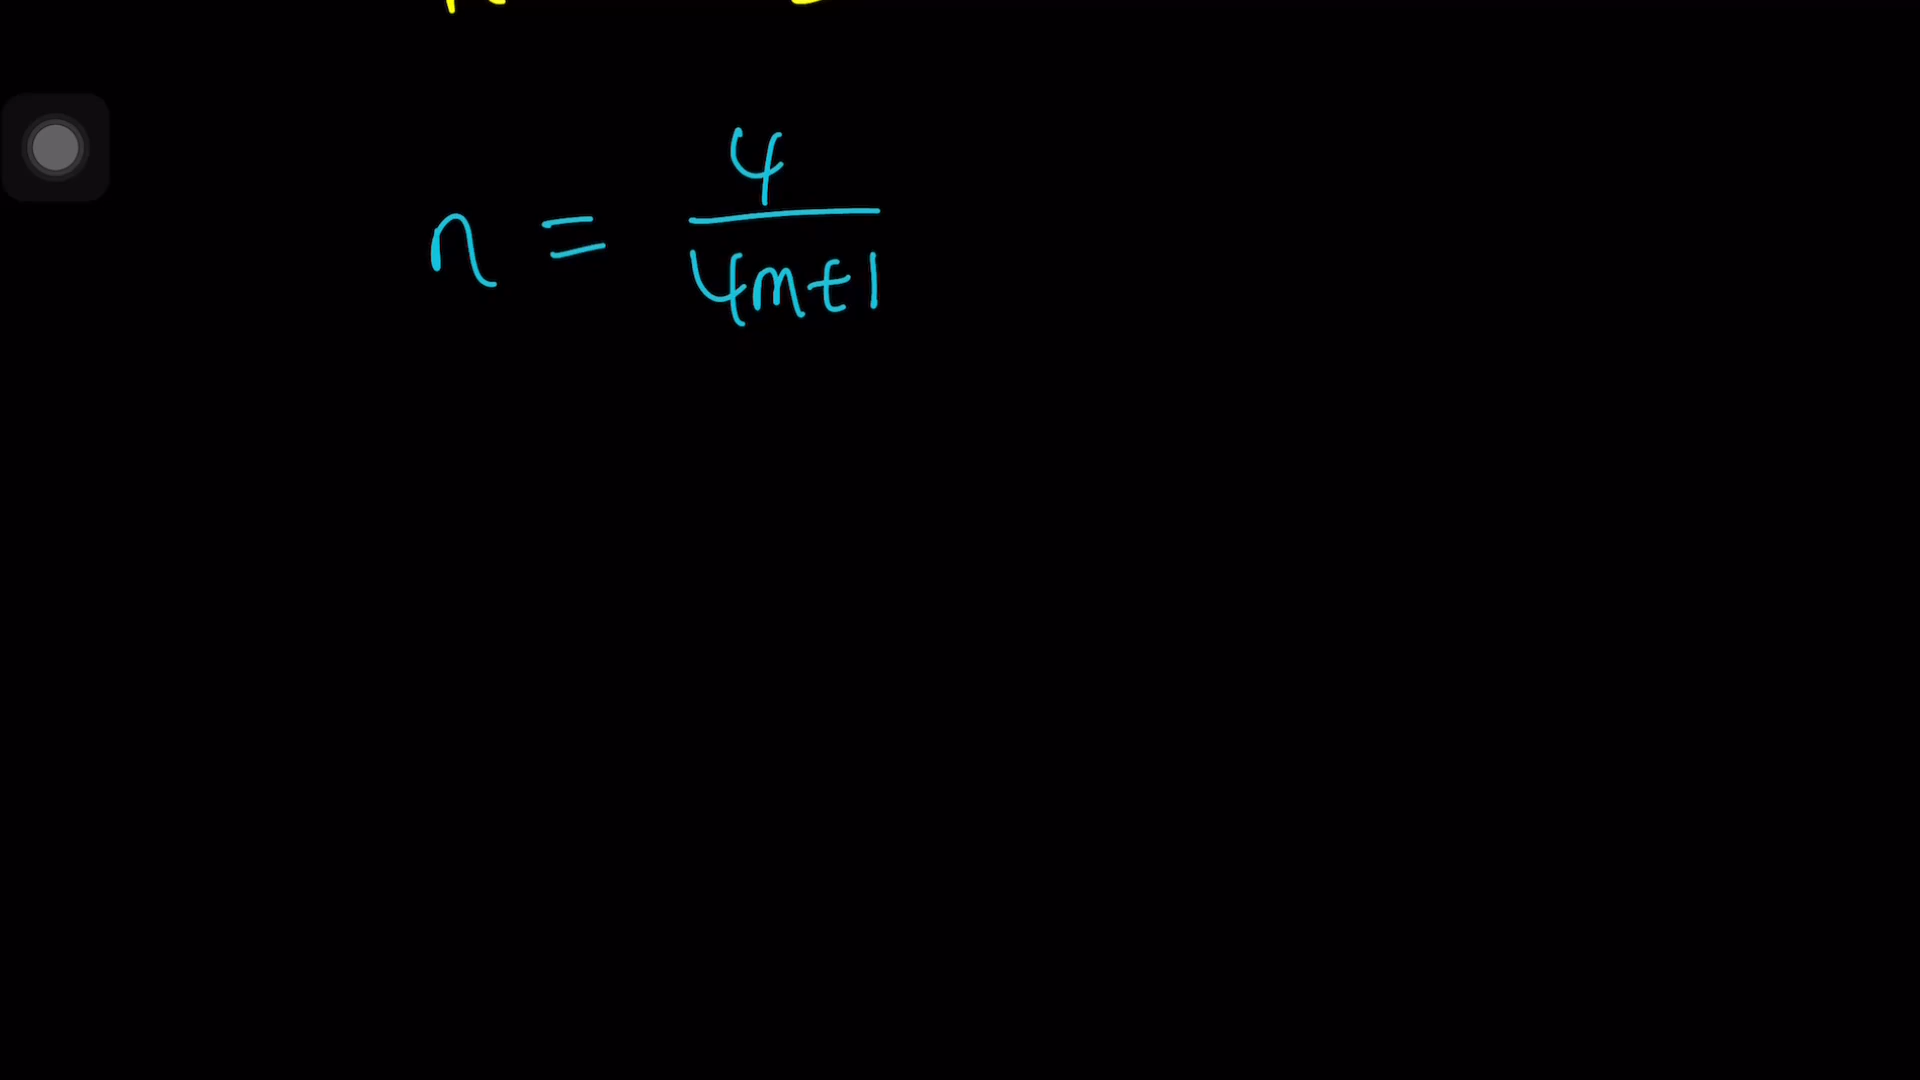 n = 4/(4m+1)